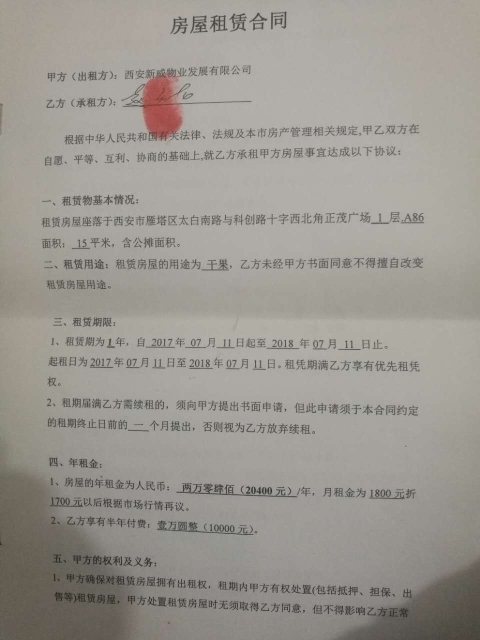 房屋租赁合同
甲方（出租方）：西安新威物业发展有限公司
乙方（承租方）：
根据中华人民共和国有关法律、法规及本市房产管理相关规定,甲乙双方在
自愿、平等、互利、协商的基础上,就乙方承租甲方房屋事宜达成以下协议：
一、租赁物基本情况：
租赁房屋座落于西安市雁塔区太白南路与科创路十字西北角正茂广场 1 层.A86
面积： 15 平米，含公摊面积。
二、租赁用途：租赁房屋的用途为 干果，乙方未经甲方书面同意不得擅自改变
租赁房屋用途。
三、租赁期限：
1、租赁期为1年，自 2017 年 07 月 11 日起至 2018 年 07 月 11 日止。
起租日为 2017 年 07 月 11 日至 2018 年 07 月 11 日。租凭期满乙方享有优先租凭
权。
2、租期届满乙方需续租的，须向甲方提出书面申请，但此申请须于本合同约定
的租期终止日前的 一 个月提出，否则视为乙方放弃续租。
四、年租金：
1、房屋的年租金为人民币： 两万零肆佰（20400 元）/年，月租金为 1800 元折
1700 元以后根据市场行情再议。
2、乙方享有半年付费：壹万圆整（10000 元）。
五、甲方的权利及义务：
1、甲方确保对租赁房屋拥有出租权，租期内甲方有权处置(包括抵押、担保、出
售等)租赁房屋，甲方处置租赁房屋时无须取得乙方同意，但不得影响乙方正常